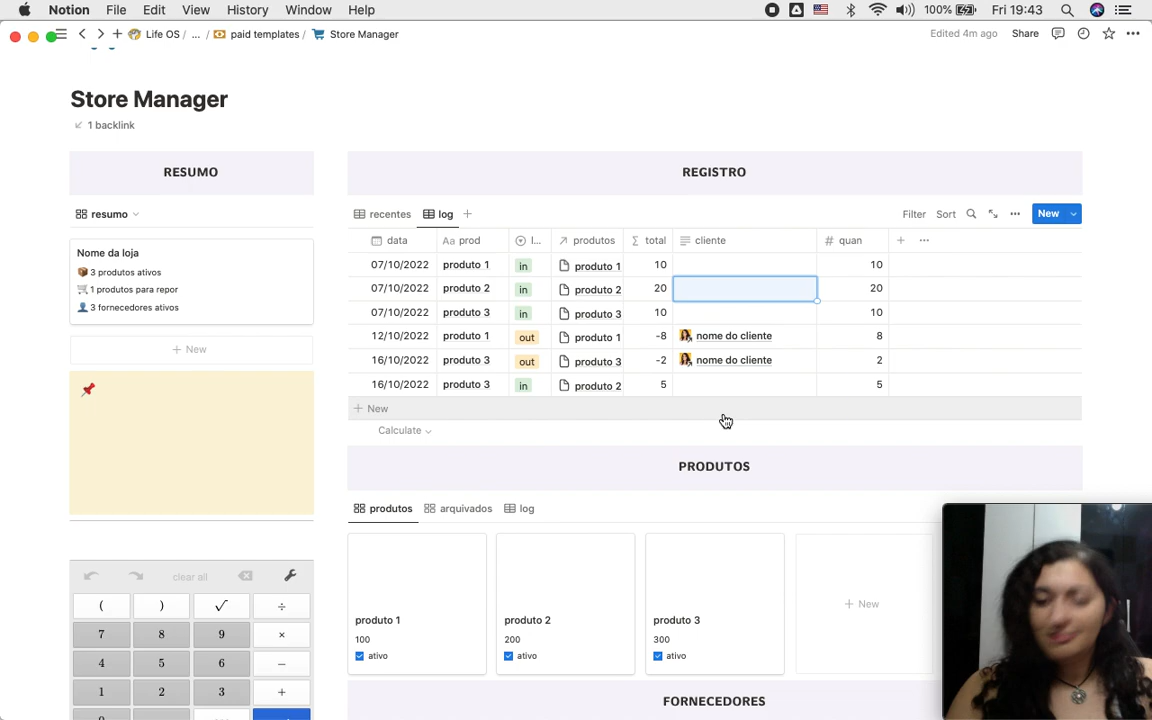 Notion File Edit View History Window Help 100% Fri 19:43
Life OS / ... / paid templates / Store Manager Edited 4m ago Share
Store Manager
1 backlink
RESUMO
resumo
Nome da loja
3 produtos ativos
1 produtos para repor
3 fornecedores ativos
+ New
clear all
( ) √ ÷
7 8 9 ×
4 5 6 −
1 2 3 +
REGISTRO
recentes log + Filter Sort New
data Aa prod l... produtos Σ total cliente # quan +
07/10/2022 produto 1 in produto 1 10 10
07/10/2022 produto 2 in produto 2 20 20
07/10/2022 produto 3 in produto 3 10 10
12/10/2022 produto 1 out produto 1 -8 nome do cliente 8
16/10/2022 produto 3 out produto 3 -2 nome do cliente 2
16/10/2022 produto 3 in produto 2 5 5
+ New
Calculate
PRODUTOS
produtos arquivados log
produto 1
100
ativo
produto 2
200
ativo
produto 3
300
ativo
+ New
FORNECEDORES